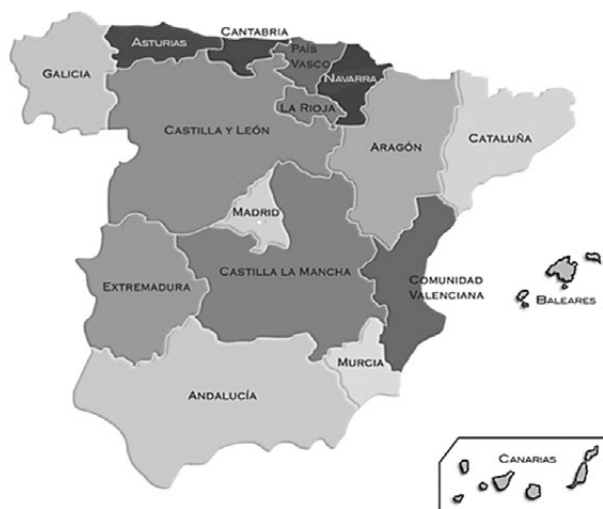 CANTABRIA
ASTURIAS
PAÍS
VASCO
GALICIA
NAVARRA
LA RIOJA
CASTILLA Y LEÓN
ARAGÓN
CATALUÑA
MADRID
CASTILLA LA MANCHA
EXTREMADURA
COMUNIDAD
VALENCIANA
BALEARES
MURCIA
ANDALUCÍA
CANARIAS